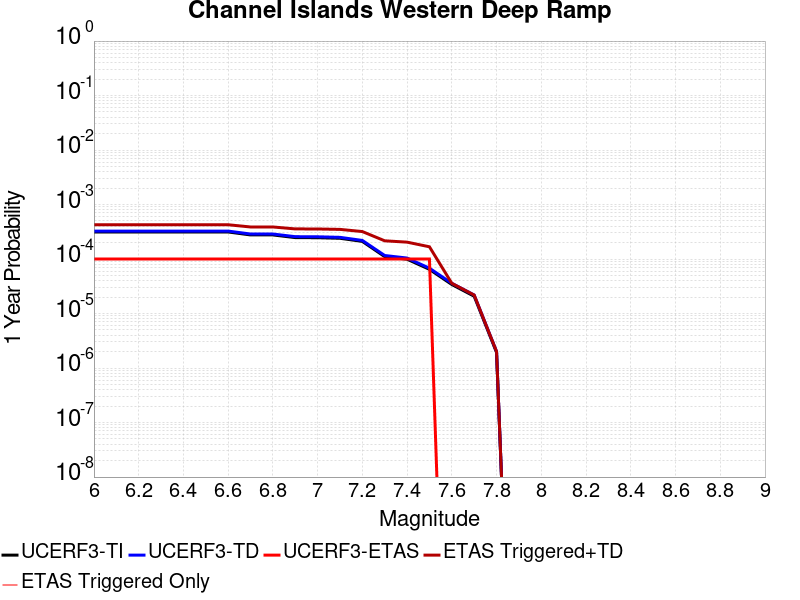 Channel Islands Western Deep Ramp
10^0
10^-1
10^-2
10^-3
10^-4
10^-5
10^-6
10^-7
10^-8
1 Year Probability
6 6.2 6.4 6.6 6.8 7 7.2 7.4 7.6 7.8 8 8.2 8.4 8.6 8.8 9
Magnitude
UCERF3-TI UCERF3-TD UCERF3-ETAS ETAS Triggered+TD
ETAS Triggered Only